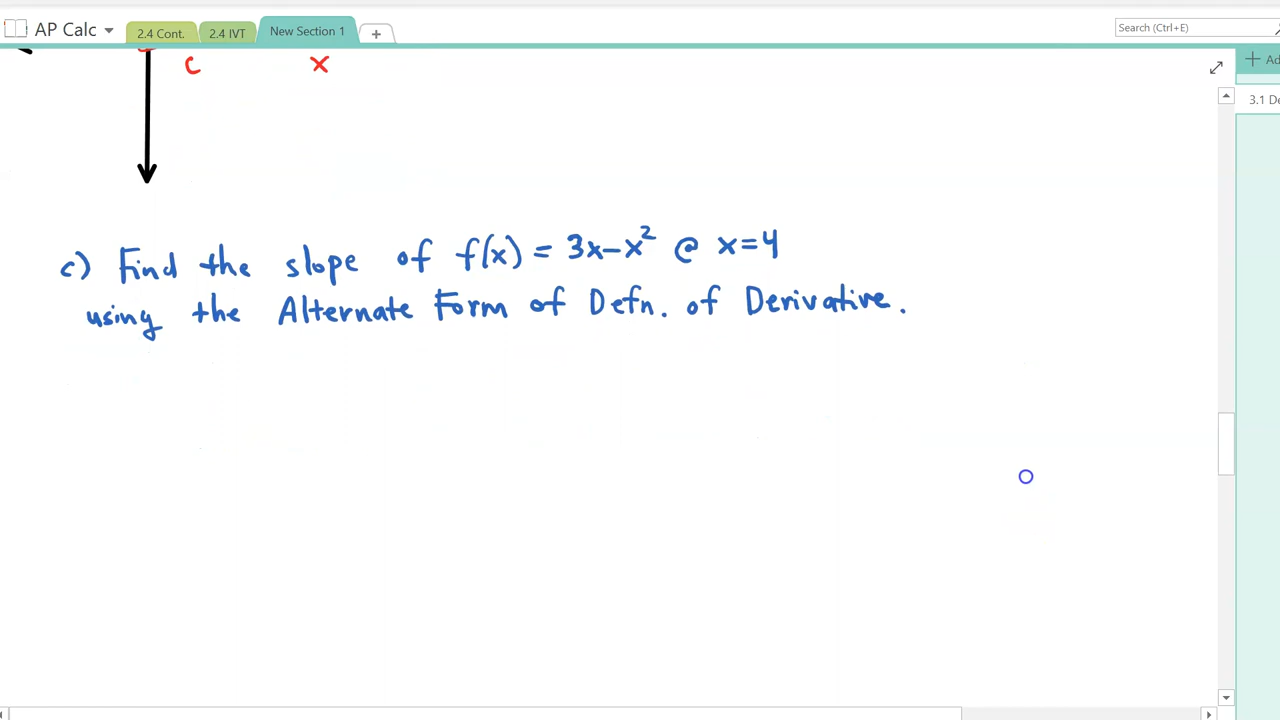 AP Calc
2.4 Cont.
2.4 IVT
New Section 1
Search (Ctrl+E)
Ad
3.1 De
c x
c) Find the slope of f(x) = 3x-x² @ x=4
using the Alternate Form of Defn. of Derivative.